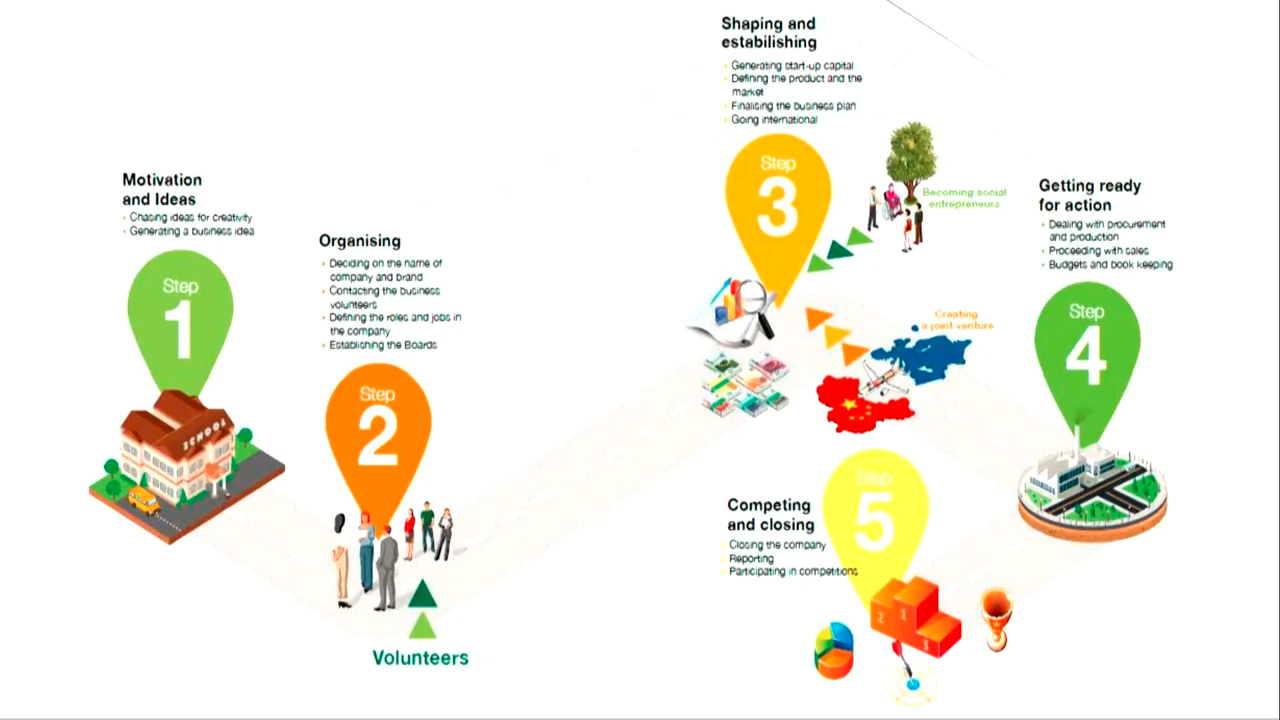 Motivation
and Ideas
Chasing ideas for creativity
Generating a business idea
Step
1
SCHOOL
Organising
Deciding on the name of
company and brand
Contacting the business
volunteers
Defining the roles and jobs in
the company
Establishing the Boards
Step
2
Volunteers
Shaping and
estabilishing
Generating start-up capital
Defining the product and the
market
Finalising the business plan
Going international
Step
3
Becoming social
entrepreneurs
Creating
a joint venture
Getting ready
for action
Dealing with procurement
and production
Proceeding with sales
Budgets and book keeping
Step
4
Competing
and closing
Closing the company
Reporting
Participating in competitions
Step
5
2
1
3